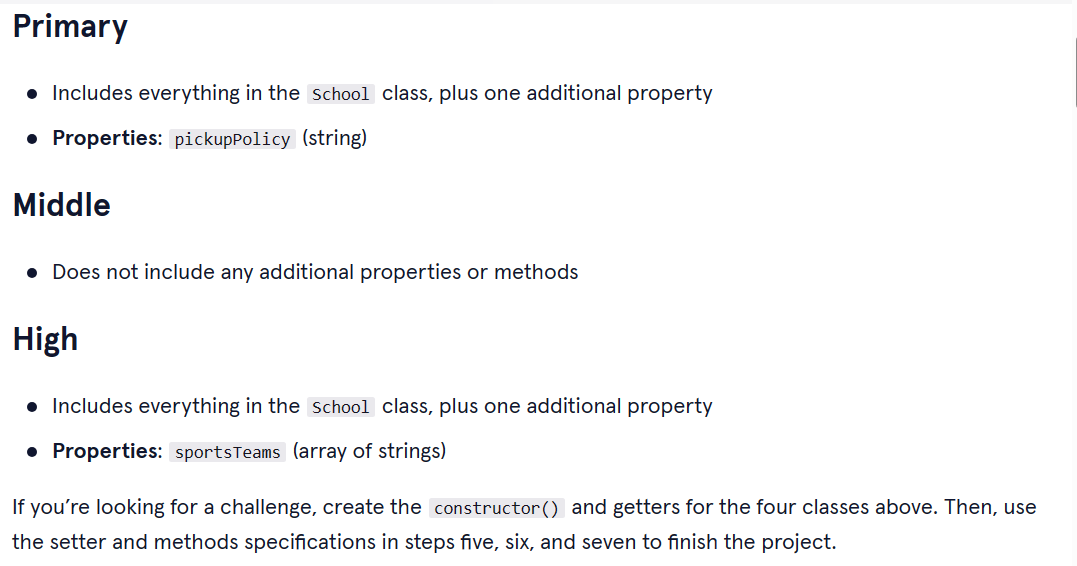 Primary
● Includes everything in the School class, plus one additional property
● Properties: pickupPolicy (string)
Middle
● Does not include any additional properties or methods
High
● Includes everything in the School class, plus one additional property
● Properties: sportsTeams (array of strings)
If you’re looking for a challenge, create the constructor() and getters for the four classes above. Then, use
the setter and methods specifications in steps five, six, and seven to finish the project.